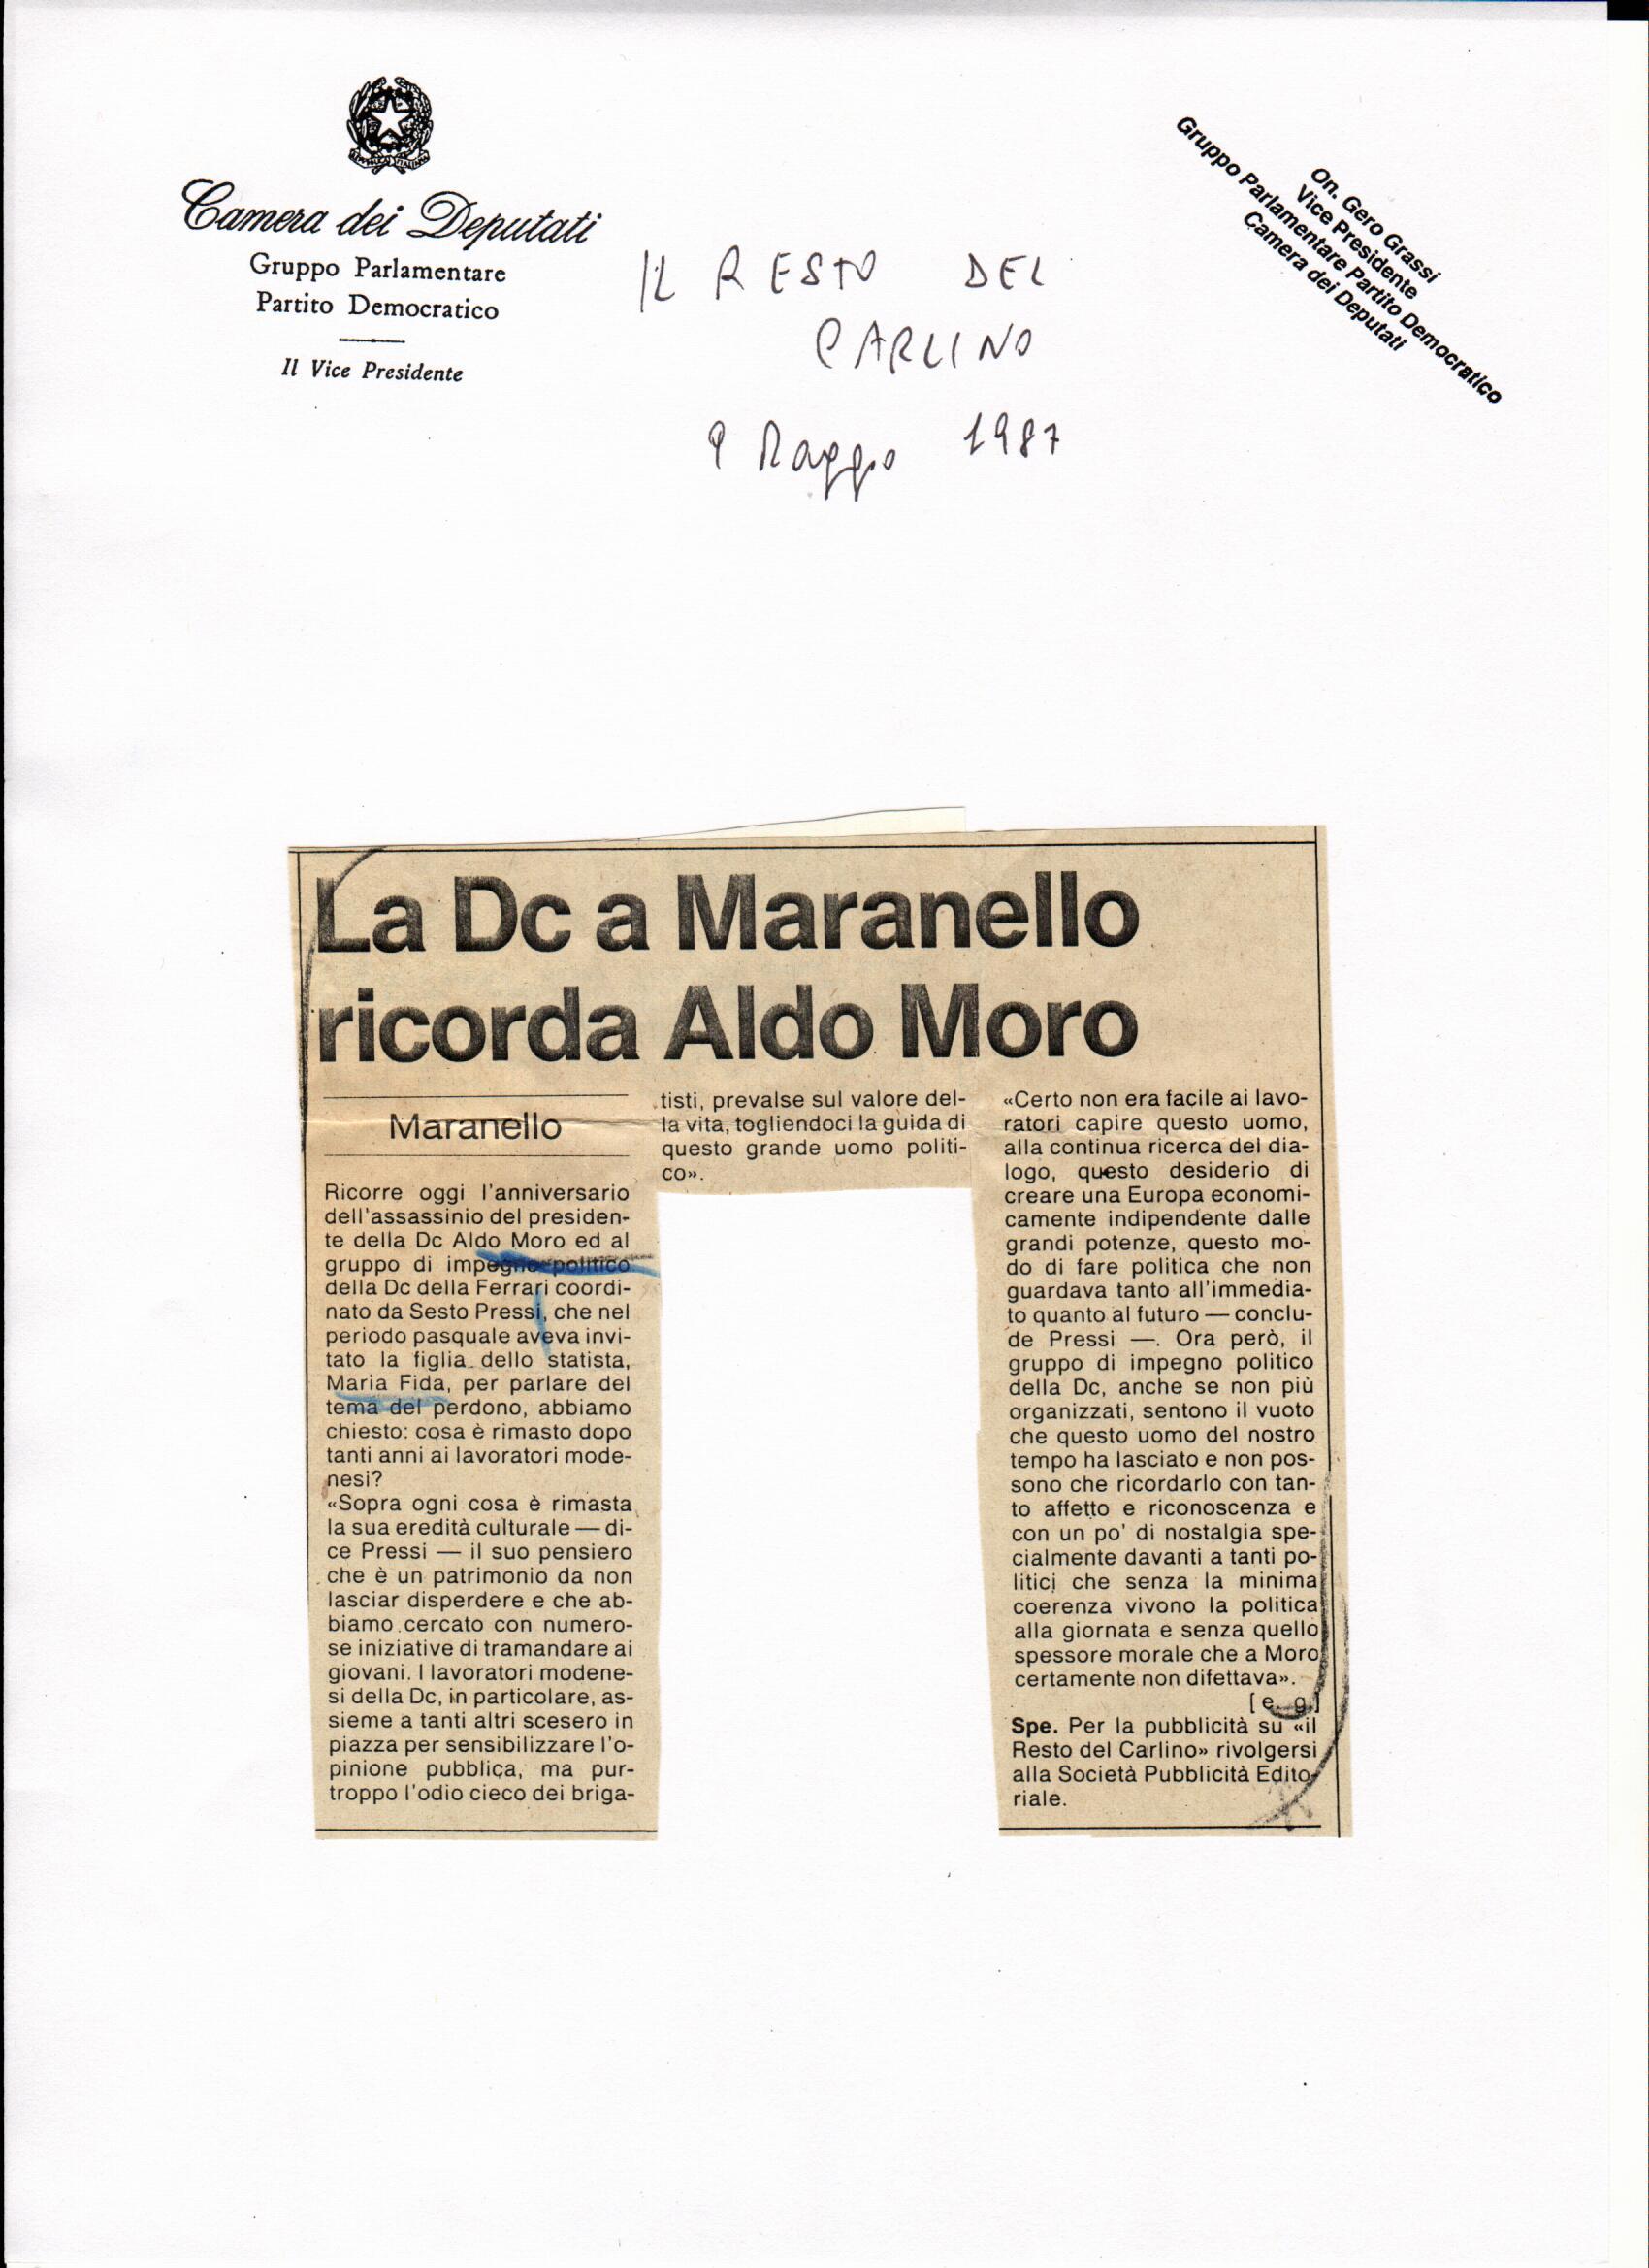 Camera dei Deputati
Gruppo Parlamentare
Partito Democratico
Il Vice Presidente
On. Gero Grassi
Vice Presidente
Gruppo Parlamentare Partito Democratico
Camera dei Deputati
IL RESTO DEL
CARLINO
9 Maggio 1987
La Dc a Maranello
ricorda Aldo Moro
Maranello
Ricorre oggi l'anniversario
dell'assassinio del presiden-
te della Dc Aldo Moro ed al
gruppo di impegno politico
della Dc della Ferrari coordi-
nato da Sesto Pressi, che nel
periodo pasquale aveva invi-
tato la figlia dello statista,
Maria Fida, per parlare del
tema del perdono, abbiamo
chiesto: cosa è rimasto dopo
tanti anni ai lavoratori mode-
nesi?
«Sopra ogni cosa è rimasta
la sua eredità culturale — di-
ce Pressi — il suo pensiero
che è un patrimonio da non
lasciar disperdere e che ab-
biamo cercato con numero-
se iniziative di tramandare ai
giovani. I lavoratori modene-
si della Dc, in particolare, as-
sieme a tanti altri scesero in
piazza per sensibilizzare l'o-
pinione pubblica, ma pur-
troppo l'odio cieco dei briga-
tisti, prevalse sul valore del-
la vita, togliendoci la guida di
questo grande uomo politi-
co».
«Certo non era facile ai lavo-
ratori capire questo uomo,
alla continua ricerca del dia-
logo, questo desiderio di
creare una Europa economi-
camente indipendente dalle
grandi potenze, questo mo-
do di fare politica che non
guardava tanto all'immedia-
to quanto al futuro — conclu-
de Pressi —. Ora però, il
gruppo di impegno politico
della Dc, anche se non più
organizzati, sentono il vuoto
che questo uomo del nostro
tempo ha lasciato e non pos-
sono che ricordarlo con tan-
to affetto e riconoscenza e
con un po' di nostalgia spe-
cialmente davanti a tanti po-
litici che senza la minima
coerenza vivono la politica
alla giornata e senza quello
spessore morale che a Moro
certamente non difettava».
[e. g.]
Spe. Per la pubblicità su «il
Resto del Carlino» rivolgersi
alla Società Pubblicità Edito-
riale.